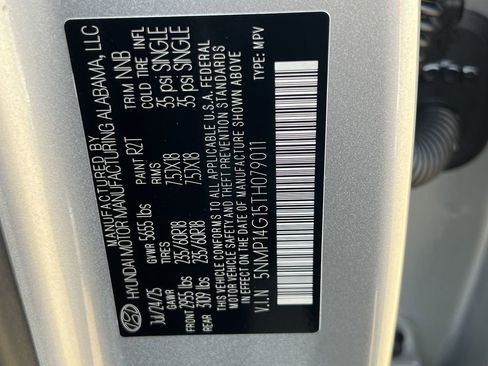 MANUFACTURED BY
HYUNDAI MOTOR MANUFACTURING ALABAMA, LLC
Jul/24/25 GVWR 5655 lbs PAINT R2T TRIM NNB
GAWR TIRES RIMS COLD TIRE INFL
FRONT 2955 lbs 235/60R18 7.5JX18 35 psi SINGLE
REAR 3109 lbs 235/60R18 7.5JX18 35 psi SINGLE
THIS VEHICLE CONFORMS TO ALL APPLICABLE U.S.A. FEDERAL
MOTOR VEHICLE SAFETY AND THEFT PREVENTION STANDARDS
IN EFFECT ON THE DATE OF MANUFACTURE SHOWN ABOVE
V.I.N 5NMP14G15TH079011 TYPE: MPV